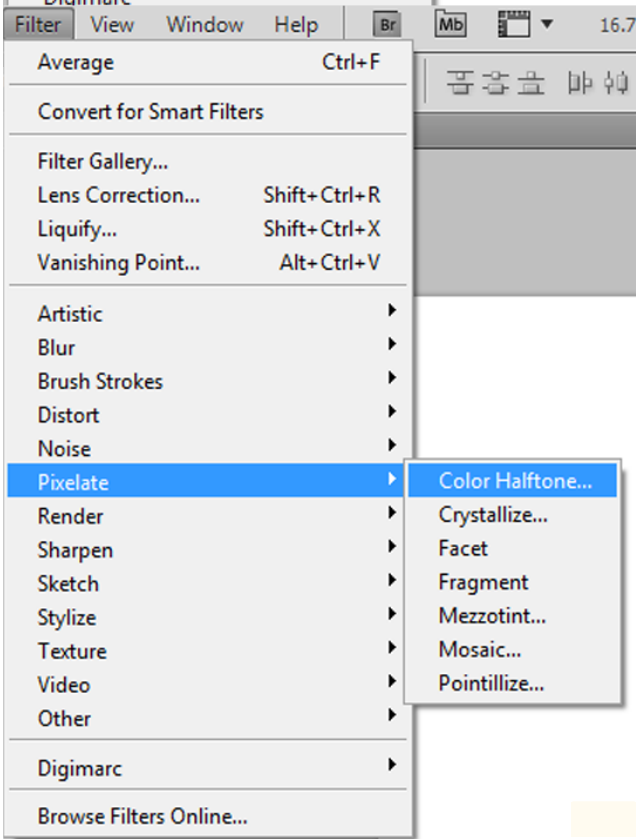 Digimarc
Filter View Window Help Br Mb 16.7
Average Ctrl+F
Convert for Smart Filters
Filter Gallery...
Lens Correction... Shift+Ctrl+R
Liquify... Shift+Ctrl+X
Vanishing Point... Alt+Ctrl+V
Artistic
Blur
Brush Strokes
Distort
Noise
Pixelate
Render
Sharpen
Sketch
Stylize
Texture
Video
Other
Digimarc
Browse Filters Online...
Color Halftone...
Crystallize...
Facet
Fragment
Mezzotint...
Mosaic...
Pointillize...